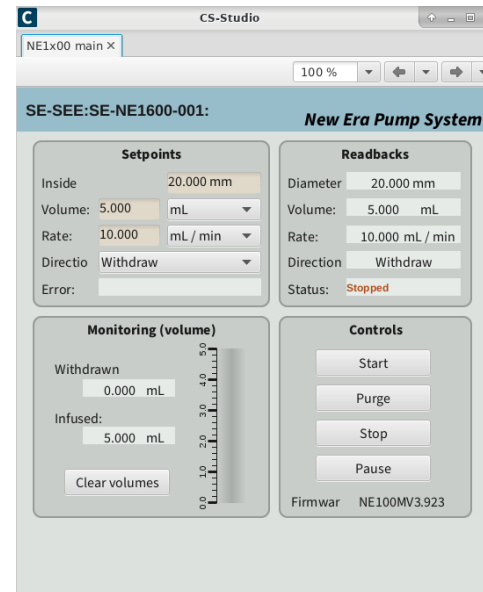 C CS-Studio
NE1x00 main ×
100 %
SE-SEE:SE-NE1600-001:
New Era Pump System
Setpoints
Inside 20.000 mm
Volume: 5.000 mL
Rate: 10.000 mL / min
Directio Withdraw
Error:
Readbacks
Diameter 20.000 mm
Volume: 5.000 mL
Rate: 10.000 mL / min
Direction Withdraw
Status: Stopped
Monitoring (volume)
Withdrawn
0.000 mL
Infused:
5.000 mL
Clear volumes
5.0
4.0
3.0
2.0
1.0
0.0
Controls
Start
Purge
Stop
Pause
Firmwar NE100MV3.923